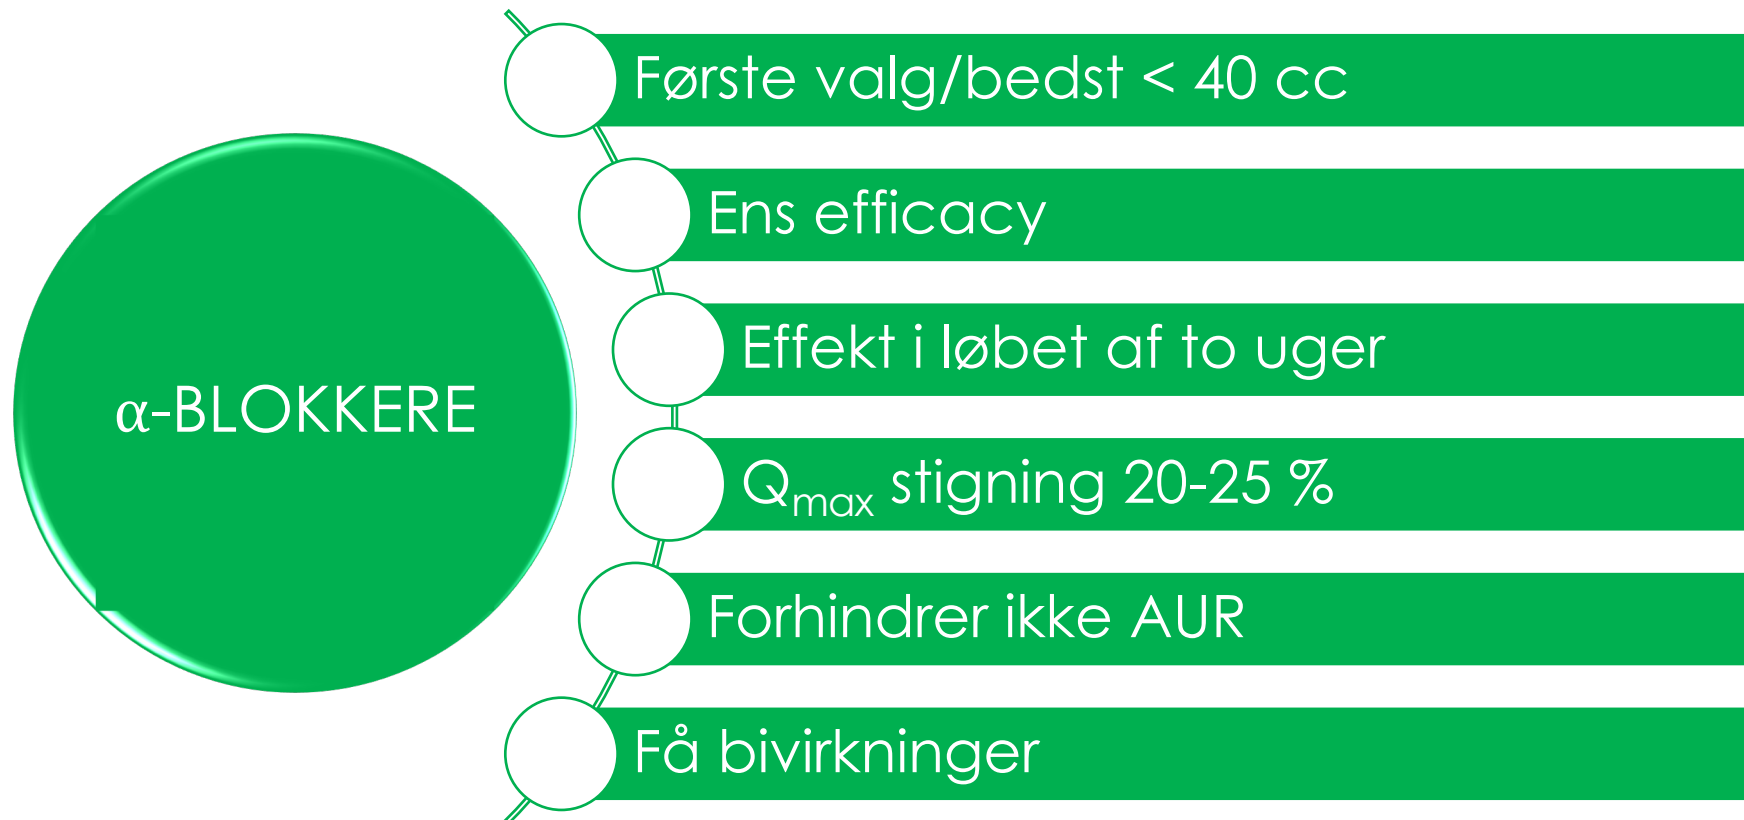 α-BLOKKERE
Første valg/bedst < 40 cc
Ens efficacy
Effekt i løbet af to uger
Qmax stigning 20-25 %
Forhindrer ikke AUR
Få bivirkninger